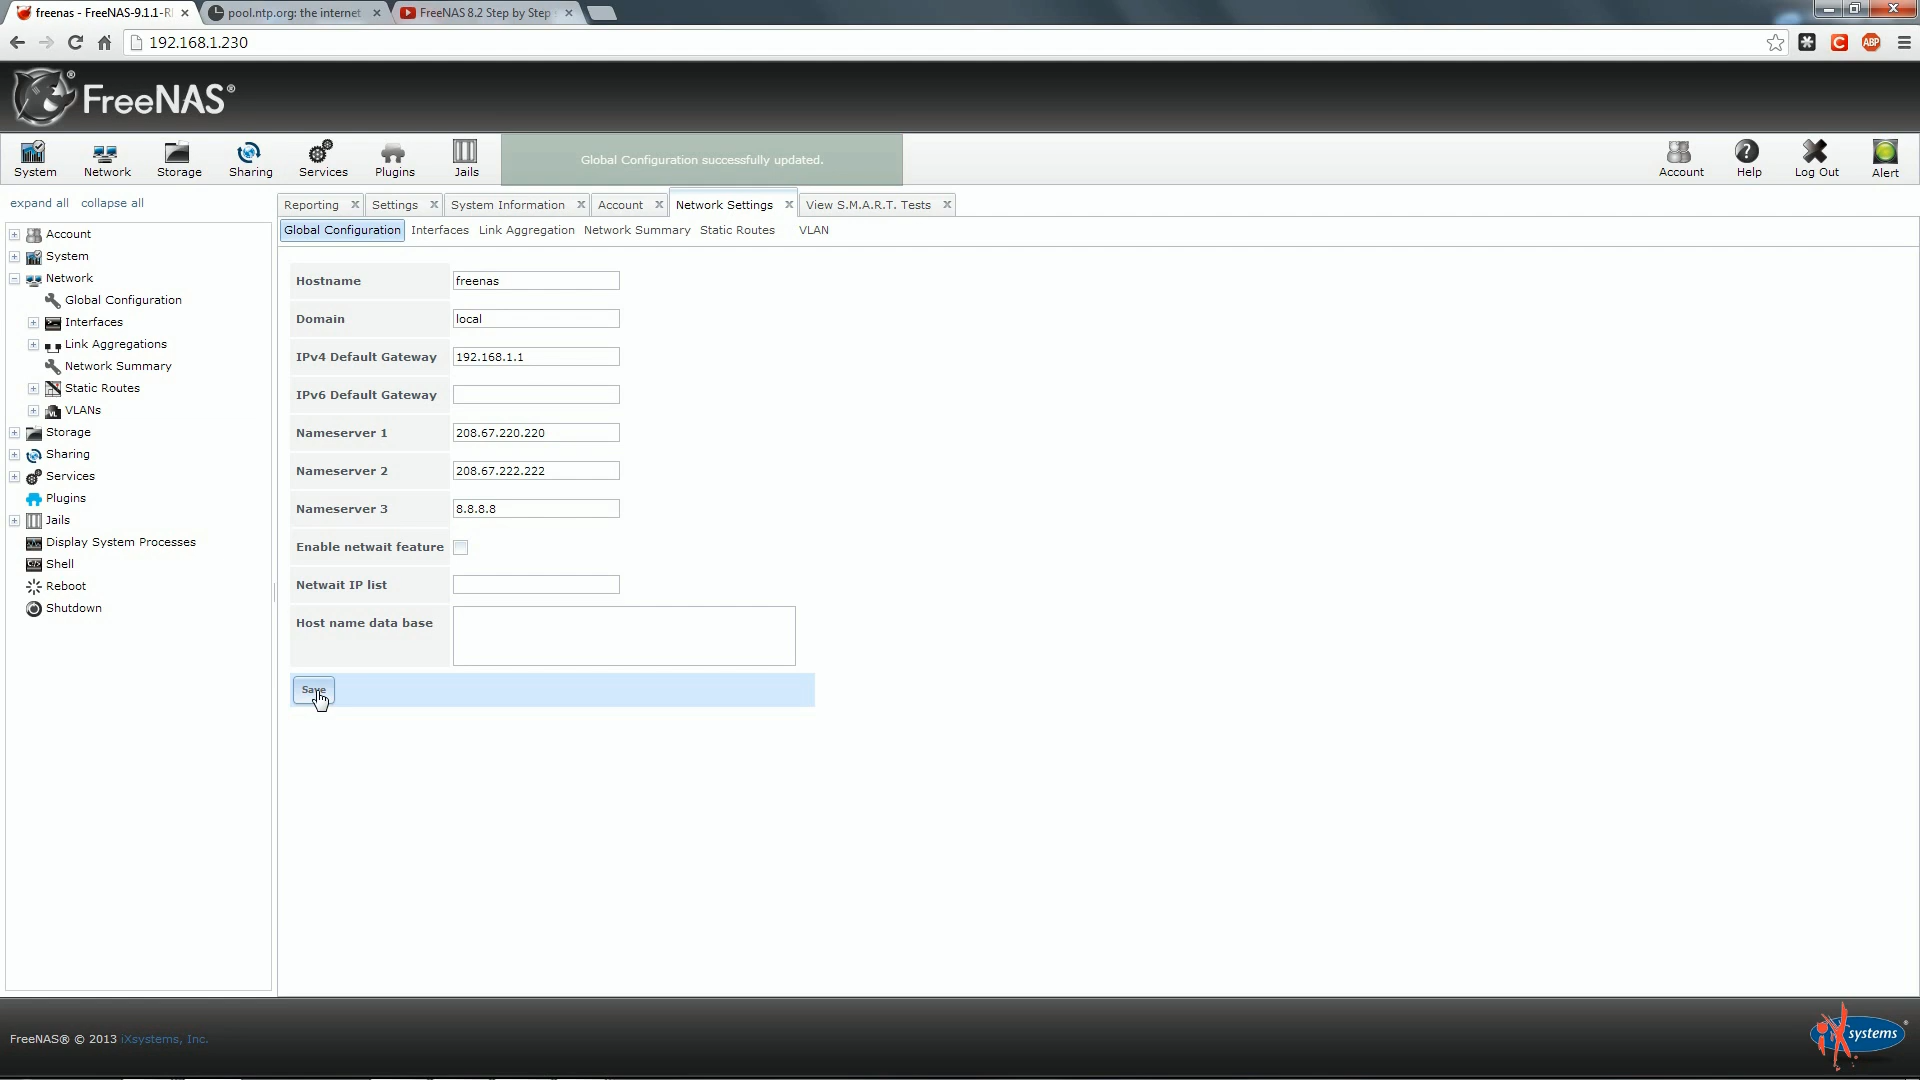 freenas - FreeNAS-9.1.1-R
pool.ntp.org: the internet
FreeNAS 8.2 Step by Step
192.168.1.230
ABP
FreeNAS®
System
Network
Storage
Sharing
Services
Plugins
Jails
Global Configuration successfully updated.
Account
Help
Log Out
Alert
expand all
collapse all
Reporting
Settings
System Information
Account
Network Settings
View S.M.A.R.T. Tests
Global Configuration
Interfaces
Link Aggregation
Network Summary
Static Routes
VLAN
Account
System
Network
Global Configuration
Interfaces
Link Aggregations
Network Summary
Static Routes
VLANs
Storage
Sharing
Services
Plugins
Jails
Display System Processes
Shell
Reboot
Shutdown
Hostname
freenas
Domain
local
IPv4 Default Gateway
192.168.1.1
IPv6 Default Gateway
Nameserver 1
208.67.220.220
Nameserver 2
208.67.222.222
Nameserver 3
8.8.8.8
Enable netwait feature
Netwait IP list
Host name data base
Save
FreeNAS® © 2013 iXsystems, Inc.
iXsystems